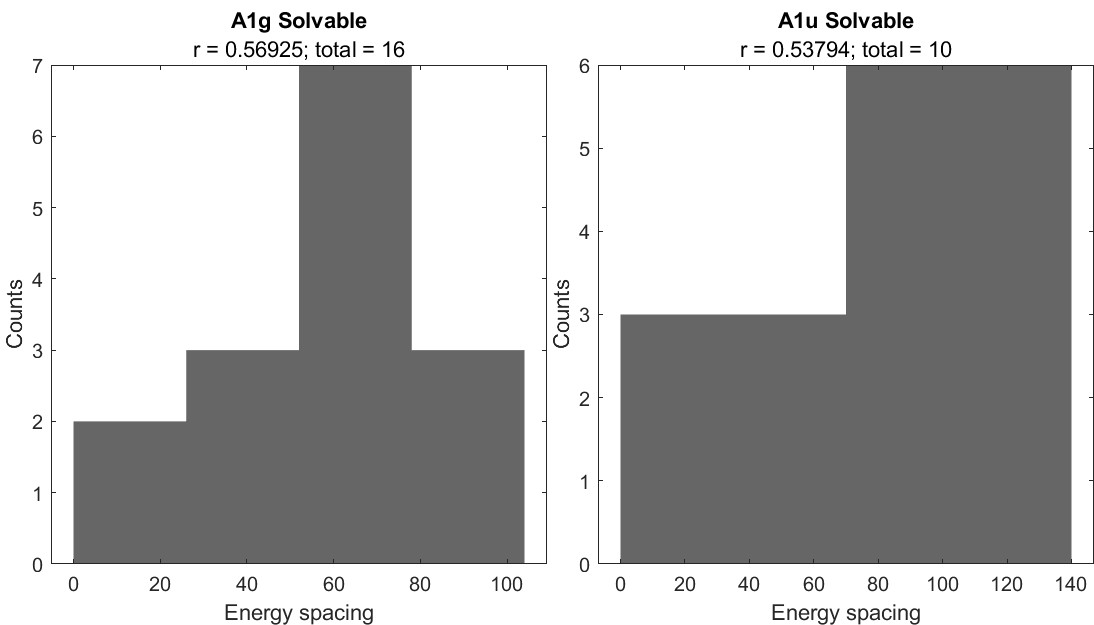 A1g Solvable
r = 0.56925; total = 16
7
6
5
4
3
2
1
0
Counts
0 20 40 60 80 100
Energy spacing
A1u Solvable
r = 0.53794; total = 10
6
5
4
3
2
1
0
Counts
0 20 40 60 80 100 120 140
Energy spacing